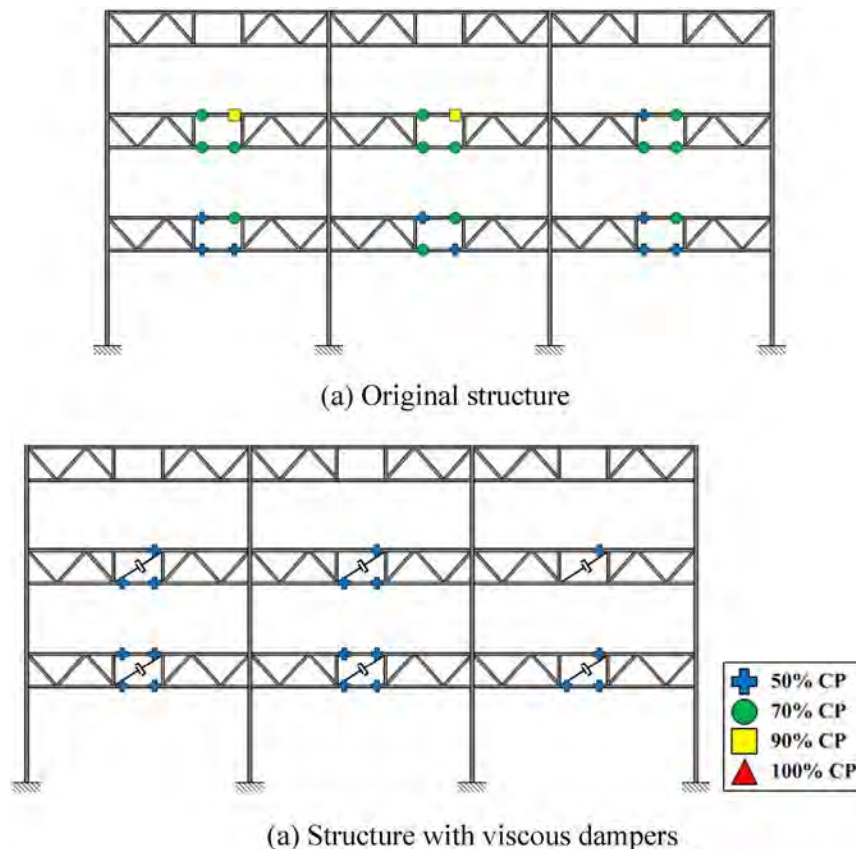 (a) Original structure
50% CP
70% CP
90% CP
100% CP
(a) Structure with viscous dampers